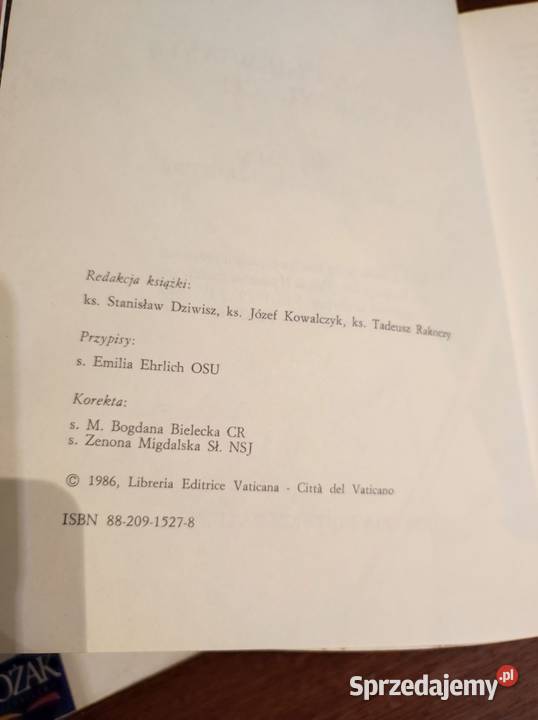 Redakcja książki:
ks. Stanisław Dziwisz, ks. Józef Kowalczyk, ks. Tadeusz Rakoczy
Przypisy:
s. Emilia Ehrlich OSU
Korekta:
s. M. Bogdana Bielecka CR
s. Zenona Migdalska Sł. NSJ
© 1986, Libreria Editrice Vaticana - Città del Vaticano
ISBN 88-209-1527-8
OŻAK
Sprzedajemy.pl